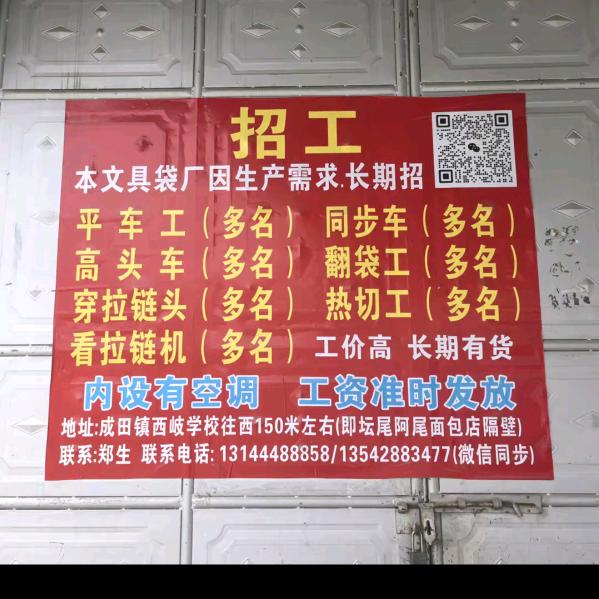 招工
本文具袋厂因生产需求.长期招
平车工(多名) 同步车(多名)
高头车(多名) 翻袋工(多名)
穿拉链头(多名) 热切工(多名)
看拉链机(多名) 工价高 长期有货
内设有空调 工资准时发放
地址:成田镇西岐学校往西150米左右(即坛尾阿尾面包店隔壁)
联系:郑生 联系电话: 13144488858/13542883477(微信同步)